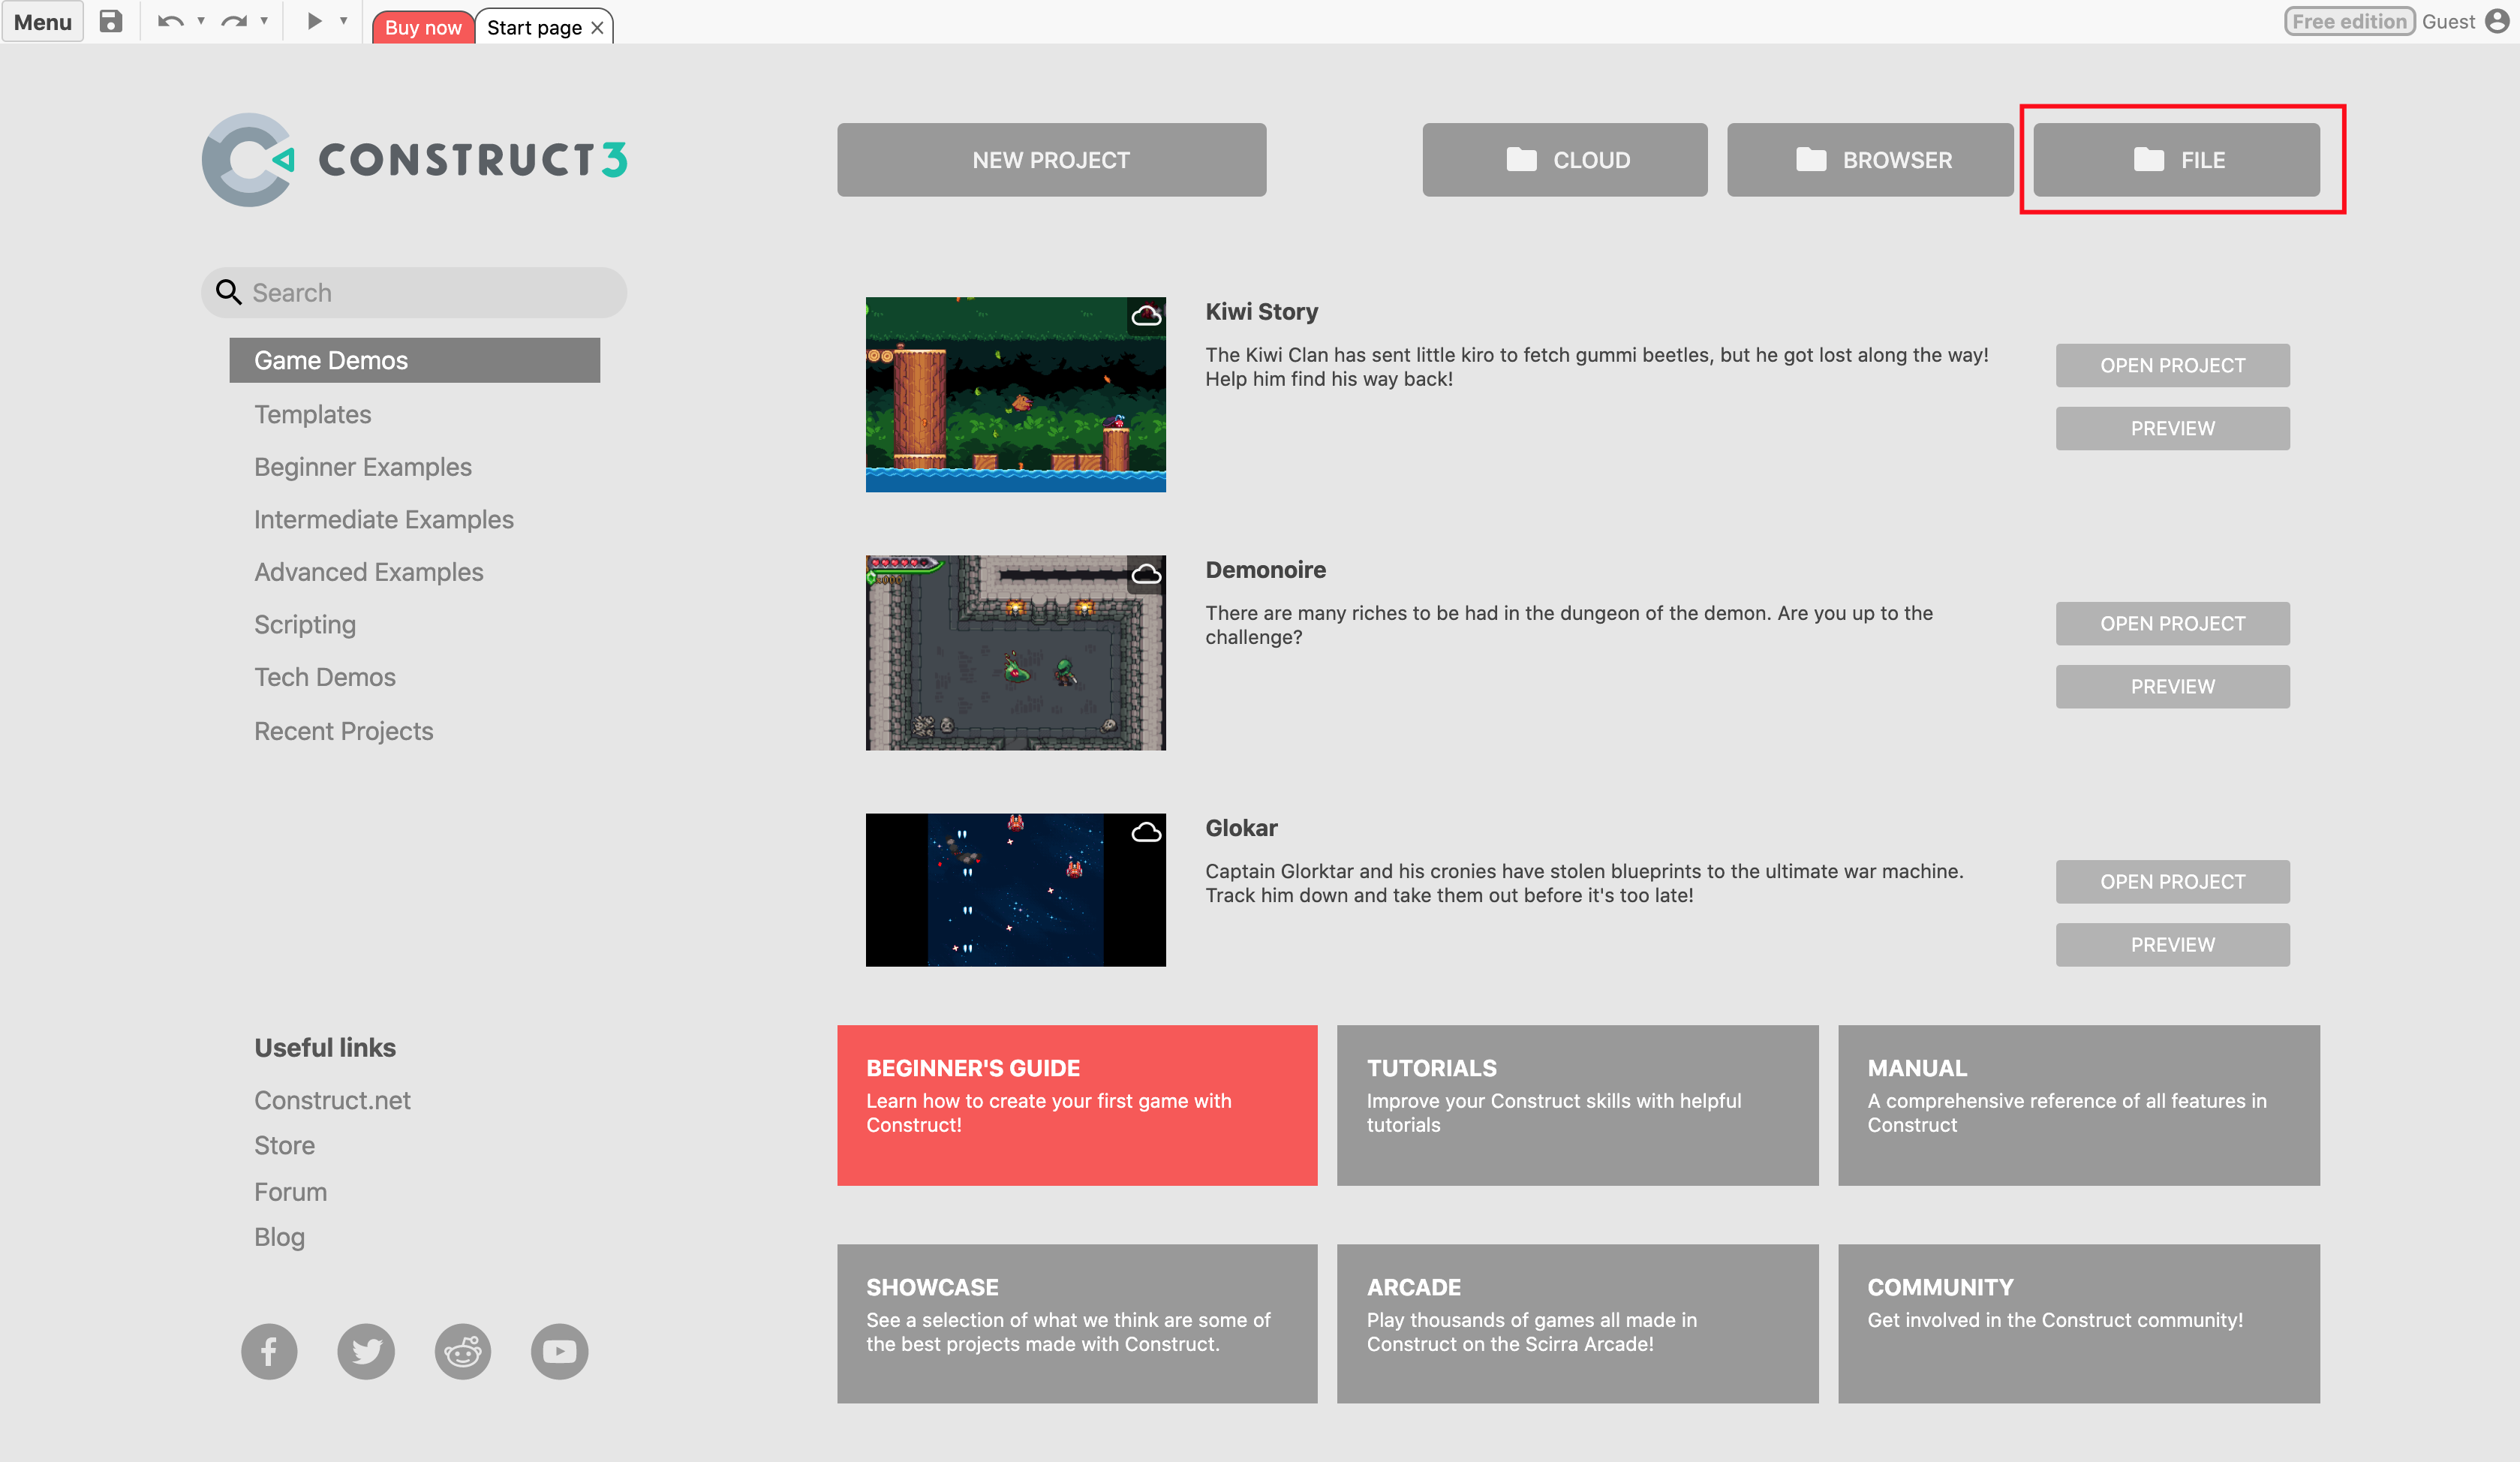 Menu
Buy now
Start page
Free edition
Guest
CONSTRUCT3
NEW PROJECT
CLOUD
BROWSER
FILE
Search
Game Demos
Templates
Beginner Examples
Intermediate Examples
Advanced Examples
Scripting
Tech Demos
Recent Projects
Kiwi Story
The Kiwi Clan has sent little kiro to fetch gummi beetles, but he got lost along the way!
Help him find his way back!
OPEN PROJECT
PREVIEW
Demonoire
There are many riches to be had in the dungeon of the demon. Are you up to the
challenge?
OPEN PROJECT
PREVIEW
Glokar
Captain Glorktar and his cronies have stolen blueprints to the ultimate war machine.
Track him down and take them out before it's too late!
OPEN PROJECT
PREVIEW
Useful links
Construct.net
Store
Forum
Blog
BEGINNER'S GUIDE
Learn how to create your first game with
Construct!
TUTORIALS
Improve your Construct skills with helpful
tutorials
MANUAL
A comprehensive reference of all features in
Construct
SHOWCASE
See a selection of what we think are some of
the best projects made with Construct.
ARCADE
Play thousands of games all made in
Construct on the Scirra Arcade!
COMMUNITY
Get involved in the Construct community!